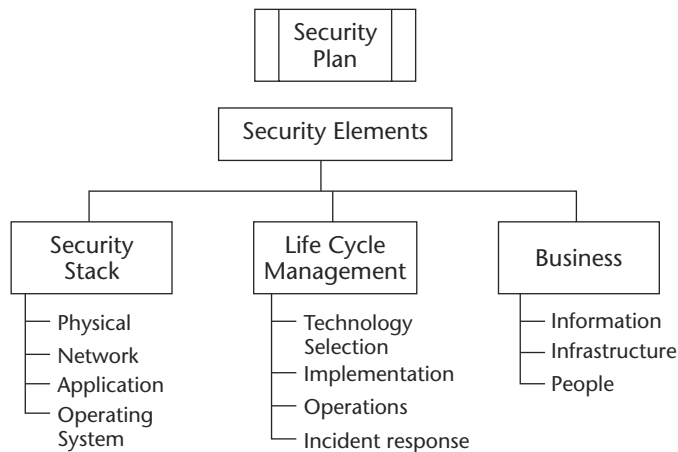 Security
Plan
Security Elements
Security
Stack
Physical
Network
Application
Operating
System
Life Cycle
Management
Technology
Selection
Implementation
Operations
Incident response
Business
Information
Infrastructure
People